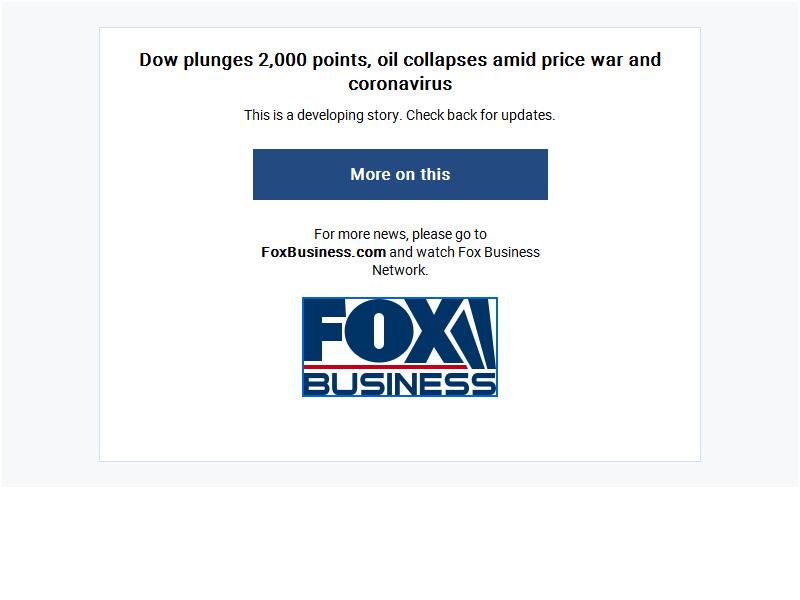 Dow plunges 2,000 points, oil collapses amid price war and
coronavirus
This is a developing story. Check back for updates.
More on this
For more news, please go to
FoxBusiness.com and watch Fox Business
Network.
FOX
BUSINESS